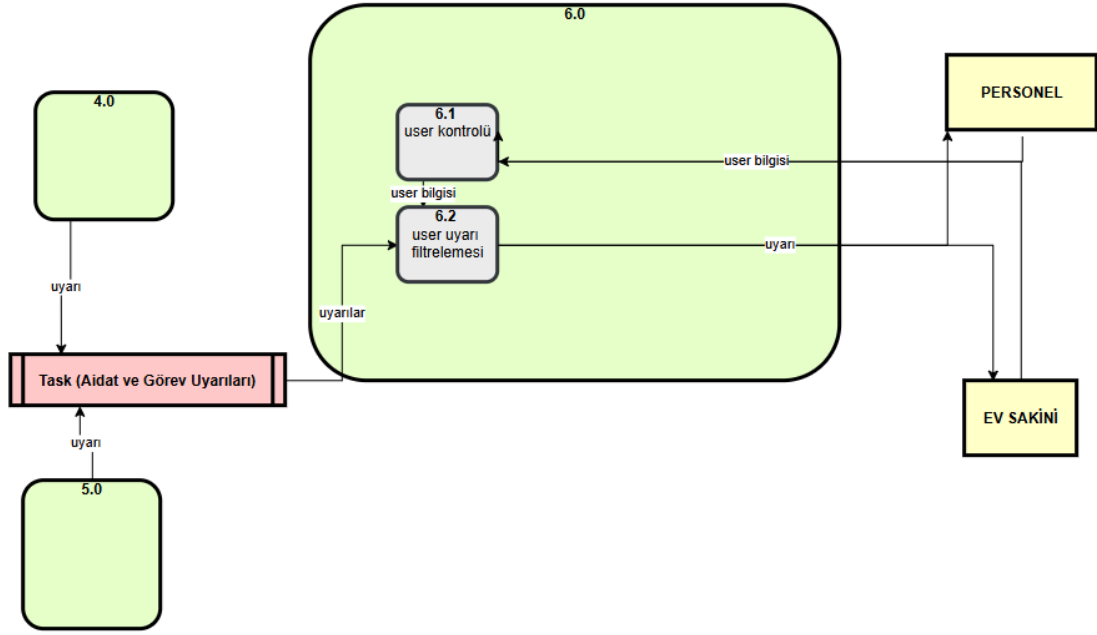 6.0
4.0
PERSONEL
6.1
user kontrolü
user bilgisi
user bilgisi
6.2
user uyarı
filtrelemesi
uyarı
uyarı
uyarılar
Task (Aidat ve Görev Uyarıları)
EV SAKİNİ
uyarı
5.0